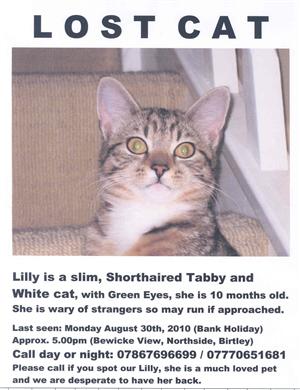 LOST CAT
Lilly is a slim, Shorthaired Tabby and
White cat, with Green Eyes, she is 10 months old.
She is wary of strangers so may run if approached.
Last seen: Monday August 30th, 2010 (Bank Holiday)
Approx. 5.00pm (Bewicke View, Northside, Birtley)
Call day or night: 07867696699 / 07770651681
Please call if you spot our Lilly, she is a much loved pet
and we are desperate to have her back.